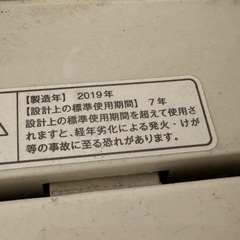 【製造年】2019年
【設計上の標準使用期間】7年
設計上の標準使用期間を超えて使用さ
れますと、経年劣化による発火・けが
等の事故に至る恐れがあります。